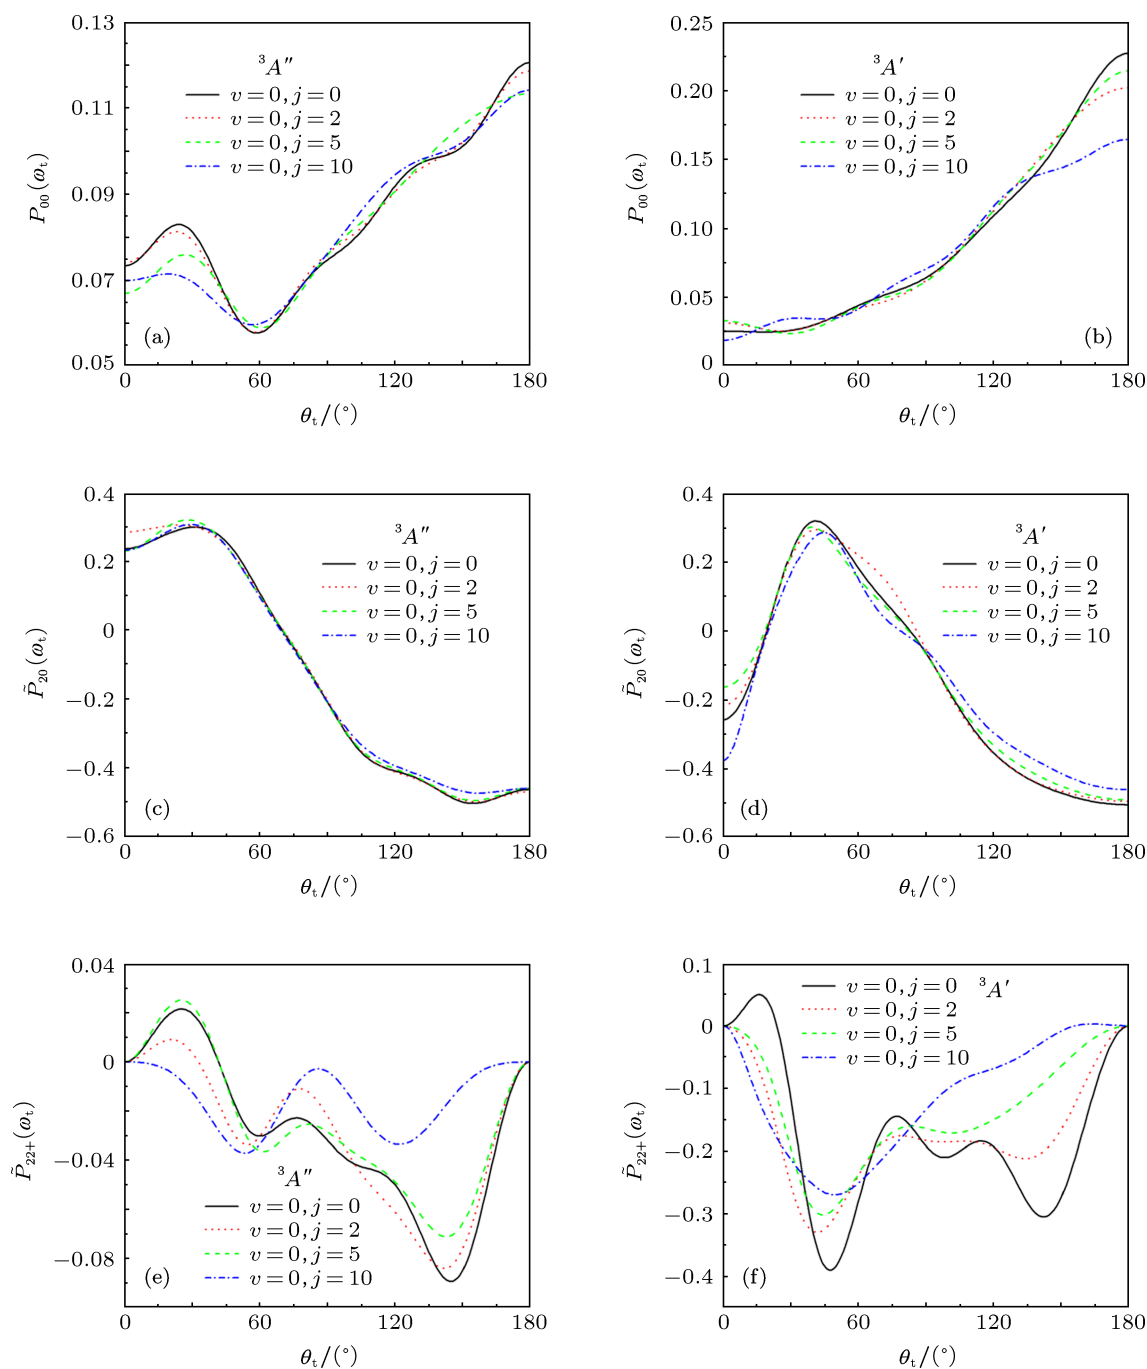 0.13
0.11
0.09
0.07
0.05
P₀₀(ωₜ)
³A″
v=0, j=0
v=0, j=2
v=0, j=5
v=0, j=10
(a)
0 60 120 180
θₜ/(°)
0.25
0.20
0.15
0.10
0.05
0
P₀₀(ωₜ)
³A′
v=0, j=0
v=0, j=2
v=0, j=5
v=0, j=10
(b)
0 60 120 180
θₜ/(°)
0.4
0.2
0
−0.2
−0.4
−0.6
P̃₂₀(ωₜ)
³A″
v=0, j=0
v=0, j=2
v=0, j=5
v=0, j=10
(c)
0 60 120 180
θₜ/(°)
0.4
0.2
0
−0.2
−0.4
−0.6
P̃₂₀(ωₜ)
³A′
v=0, j=0
v=0, j=2
v=0, j=5
v=0, j=10
(d)
0 60 120 180
θₜ/(°)
0.04
0
−0.04
−0.08
P̃₂₂₊(ωₜ)
³A″
v=0, j=0
v=0, j=2
v=0, j=5
v=0, j=10
(e)
0 60 120 180
θₜ/(°)
0.1
0
−0.1
−0.2
−0.3
−0.4
P̃₂₂₊(ωₜ)
v=0, j=0 ³A′
v=0, j=2
v=0, j=5
v=0, j=10
(f)
0 60 120 180
θₜ/(°)